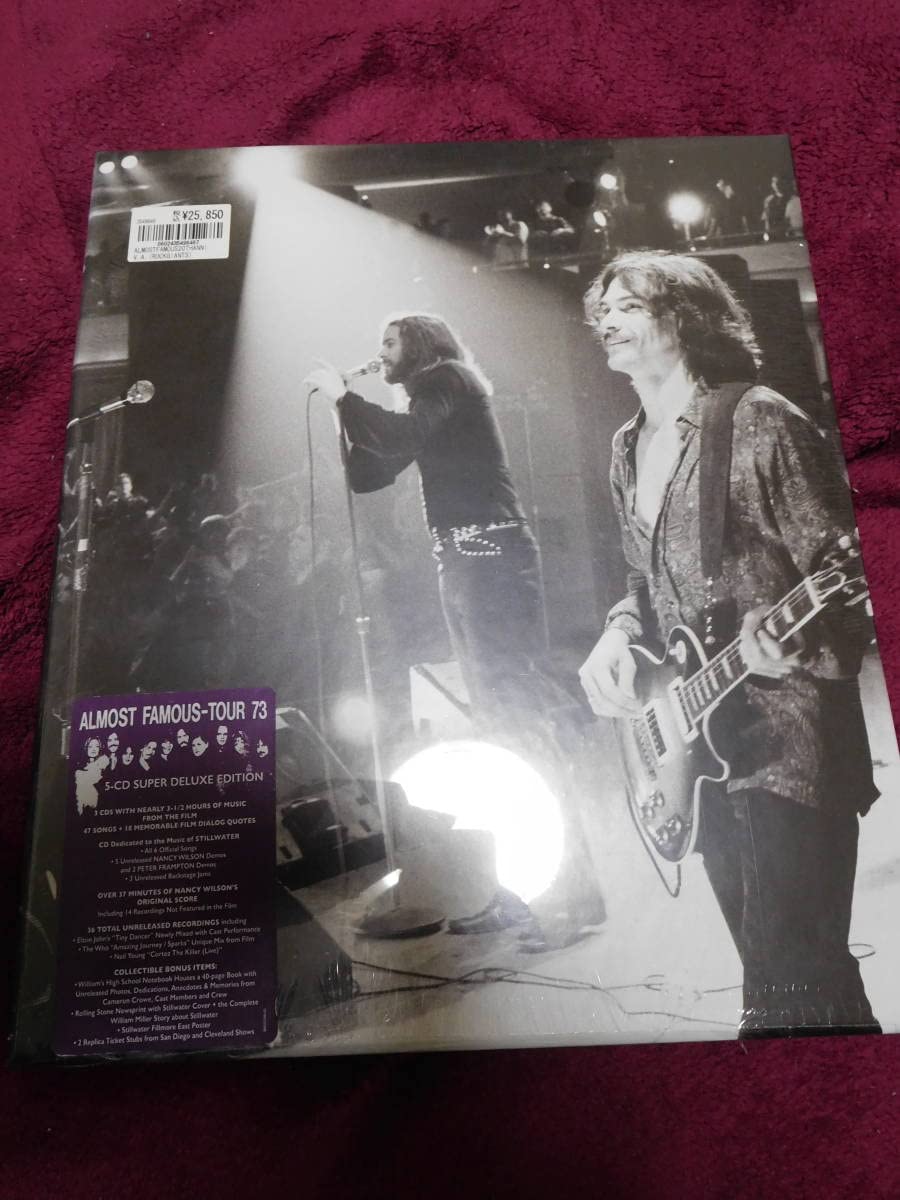 税込 ¥25,850
0602435496467
ALMOSTFAMOUS20THANNI
V.A.(ROCKGIANTS)
ALMOST FAMOUS-TOUR 73
5-CD SUPER DELUXE EDITION
3 CDS WITH NEARLY 3-1/2 HOURS OF MUSIC
FROM THE FILM
47 SONGS + 18 MEMORABLE FILM DIALOG QUOTES
CD Dedicated to the Music of STILLWATER
• All 6 Official Songs
• 5 Unreleased NANCY WILSON Demos
and 2 PETER FRAMPTON Demos
• 3 Unreleased Backstage Jams
OVER 37 MINUTES OF NANCY WILSON'S
ORIGINAL SCORE
Including 14 Recordings Not Featured in the Film
36 TOTAL UNRELEASED RECORDINGS including
• Elton John's "Tiny Dancer" Newly Mixed with Cast Performance
• The Who "Amazing Journey / Sparks" Unique Mix from Film
• Neil Young "Cortez The Killer (Live)"
COLLECTIBLE BONUS ITEMS:
• William's High School Notebook Houses a 40-page Book with
Unreleased Photos, Dedications, Anecdotes & Memories from
Cameron Crowe, Cast Members and Crew
• Rolling Stone Newsprint with Stillwater Cover + the Complete
William Miller Story about Stillwater
• Stillwater Fillmore East Poster
• 2 Replica Ticket Stubs from San Diego and Cleveland Shows